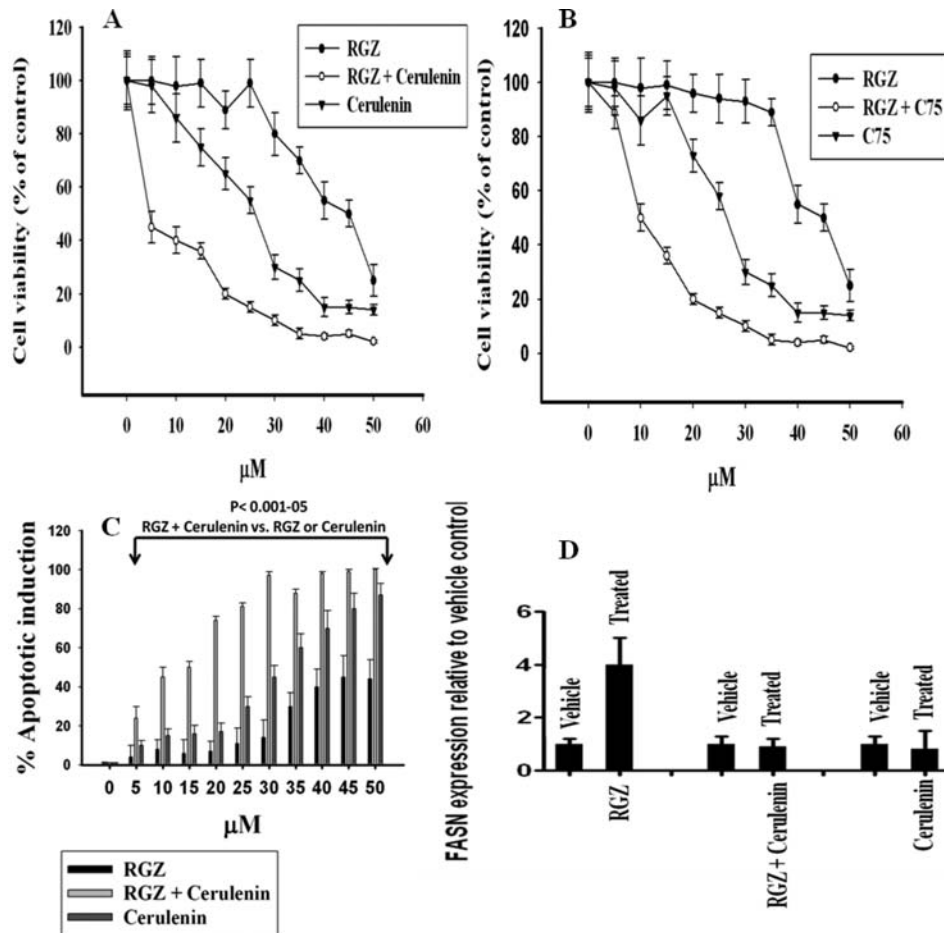 A
120
100
80
60
40
20
0
Cell viability (% of control)
RGZ
RGZ + Cerulenin
Cerulenin
0 10 20 30 40 50 60
μM
B
120
100
80
60
40
20
0
Cell viability (% of control)
RGZ
RGZ + C75
C75
0 10 20 30 40 50 60
μM
C
P< 0.001-05
RGZ + Cerulenin vs. RGZ or Cerulenin
120
100
80
60
40
20
0
% Apoptotic induction
0 5 10 15 20 25 30 35 40 45 50
μM
RGZ
RGZ + Cerulenin
Cerulenin
D
FASN expression relative to vehicle control
6
4
2
0
Vehicle
Treated
Vehicle
Treated
Vehicle
Treated
RGZ
RGZ + Cerulenin
Cerulenin